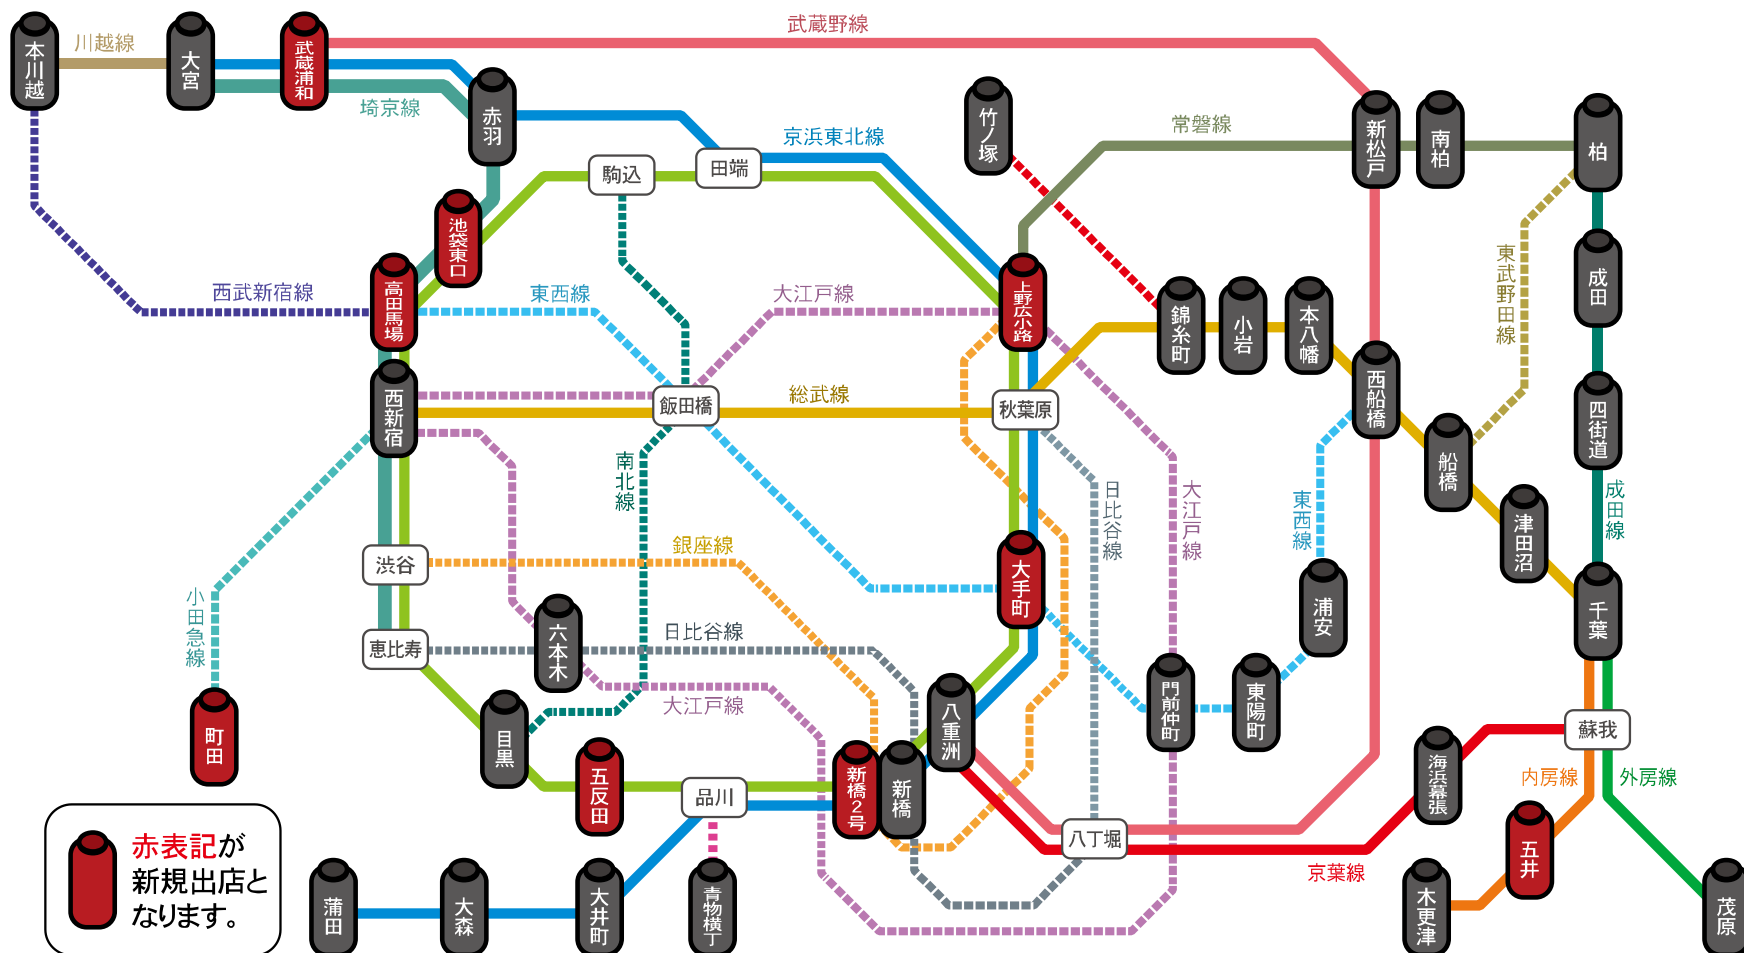 武蔵野線
川越線
本川越
大宮
武蔵浦和
埼京線
赤羽
京浜東北線
竹ノ塚
常磐線
新松戸
南柏
柏
駒込
田端
池袋東口
西武新宿線
高田馬場
東西線
大江戸線
上野広小路
錦糸町
小岩
本八幡
東武野田線
成田
西新宿
飯田橋
総武線
秋葉原
西船橋
四街道
船橋
南北線
日比谷線
大江戸線
東西線
成田線
津田沼
銀座線
渋谷
大手町
浦安
千葉
小田急線
恵比寿
六本木
日比谷線
大江戸線
町田
目黒
八重洲
門前仲町
東陽町
蘇我
五反田
品川
新橋2号
新橋
海浜幕張
内房線
外房線
八丁堀
京葉線
五井
赤表記が
新規出店と
なります。
蒲田
大森
大井町
青物横丁
木更津
茂原